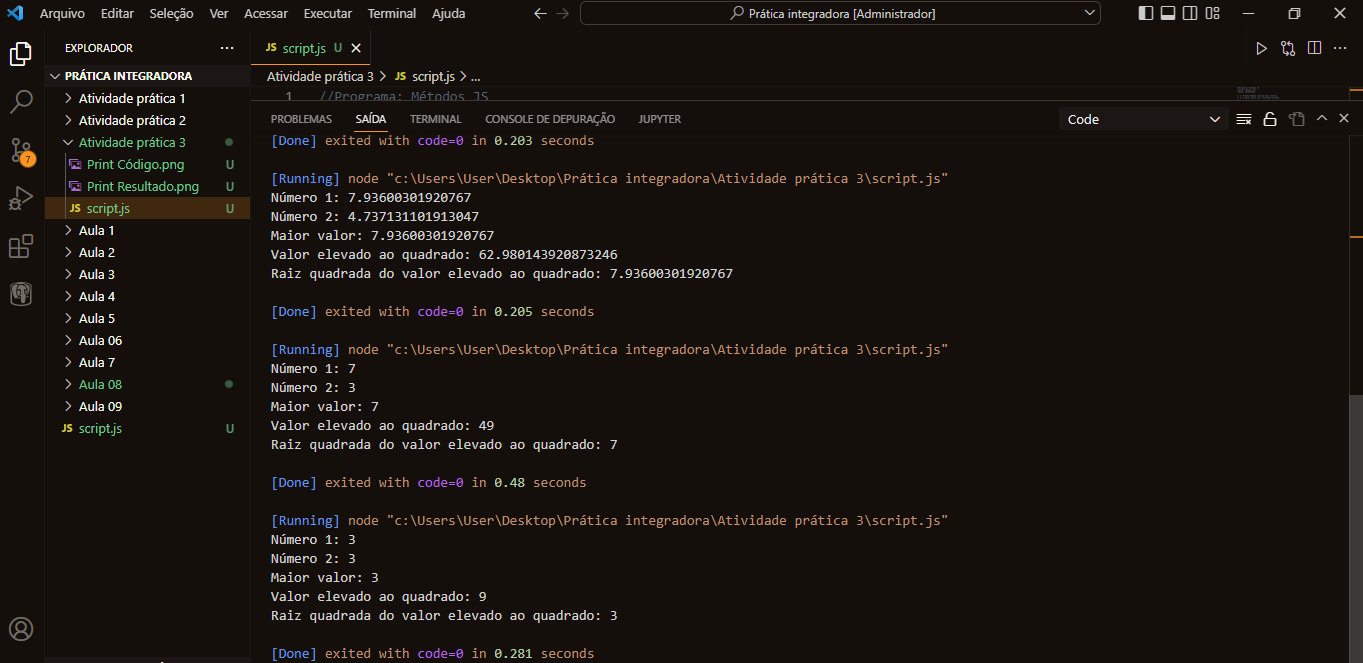 Arquivo Editar Seleção Ver Acessar Executar Terminal Ajuda
Prática integradora [Administrador]
EXPLORADOR
JS script.js U
PRÁTICA INTEGRADORA
Atividade prática 3 > JS script.js > ...
1 //Programa: Métodos JS
Atividade prática 1
Atividade prática 2
Atividade prática 3
Print Código.png U
Print Resultado.png U
JS script.js U
Aula 1
Aula 2
Aula 3
Aula 4
Aula 5
Aula 06
Aula 7
Aula 08
Aula 09
JS script.js U
7
PROBLEMAS SAÍDA TERMINAL CONSOLE DE DEPURAÇÃO JUPYTER
Code
[Done] exited with code=0 in 0.203 seconds
[Running] node "c:\Users\User\Desktop\Prática integradora\Atividade prática 3\script.js"
Número 1: 7.93600301920767
Número 2: 4.737131101913047
Maior valor: 7.93600301920767
Valor elevado ao quadrado: 62.980143920873246
Raiz quadrada do valor elevado ao quadrado: 7.93600301920767
[Done] exited with code=0 in 0.205 seconds
[Running] node "c:\Users\User\Desktop\Prática integradora\Atividade prática 3\script.js"
Número 1: 7
Número 2: 3
Maior valor: 7
Valor elevado ao quadrado: 49
Raiz quadrada do valor elevado ao quadrado: 7
[Done] exited with code=0 in 0.48 seconds
[Running] node "c:\Users\User\Desktop\Prática integradora\Atividade prática 3\script.js"
Número 1: 3
Número 2: 3
Maior valor: 3
Valor elevado ao quadrado: 9
Raiz quadrada do valor elevado ao quadrado: 3
[Done] exited with code=0 in 0.281 seconds